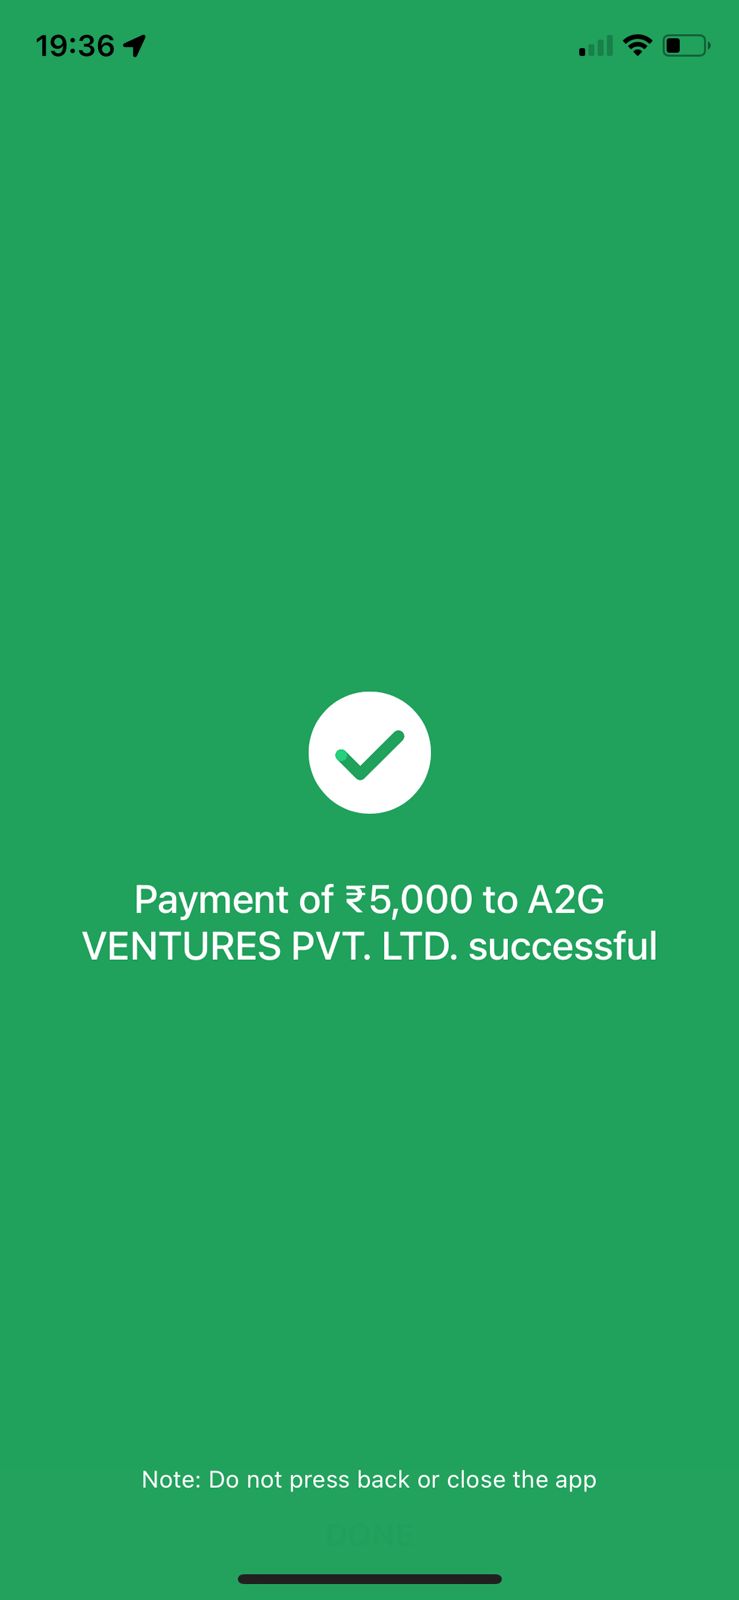 19:36
Payment of ₹5,000 to A2G
VENTURES PVT. LTD. successful
Note: Do not press back or close the app
DONE